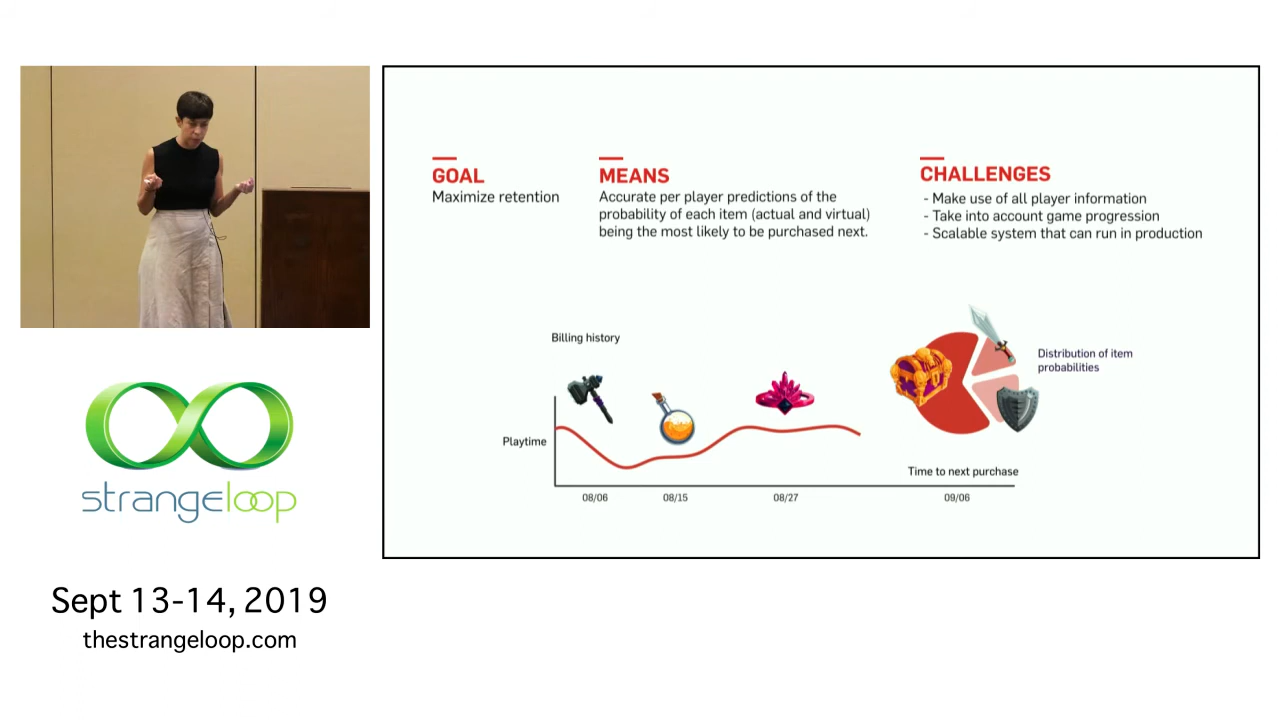 GOAL
Maximize retention
MEANS
Accurate per player predictions of the
probability of each item (actual and virtual)
being the most likely to be purchased next.
CHALLENGES
- Make use of all player information
- Take into account game progression
- Scalable system that can run in production
Billing history
Distribution of item
probabilities
Playtime
Time to next purchase
08/06
08/15
08/27
09/06
strangeloop
Sept 13-14, 2019
thestrangeloop.com